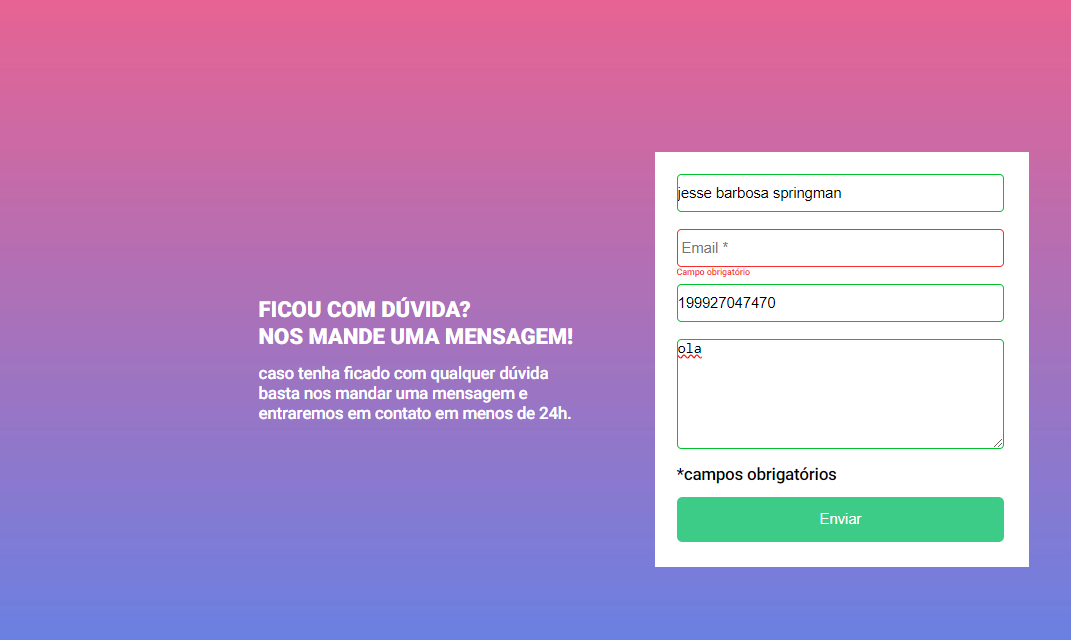 FICOU COM DÚVIDA?
NOS MANDE UMA MENSAGEM!
caso tenha ficado com qualquer dúvida
basta nos mandar uma mensagem e
entraremos em contato em menos de 24h.
jesse barbosa springman
Email *
Campo obrigatório
199927047470
ola
*campos obrigatórios
Enviar